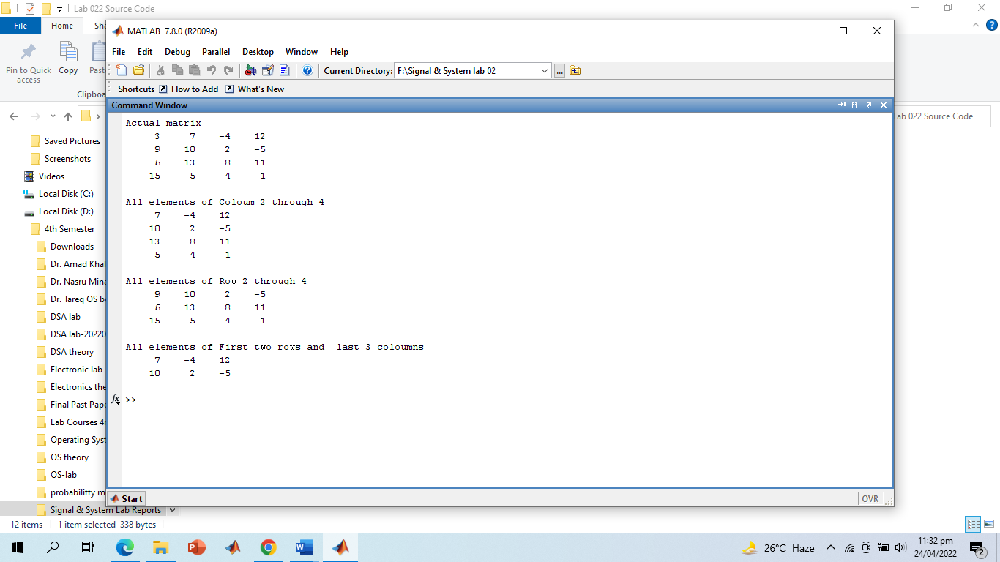 Lab 022 Source Code
File
Home
Sha
Pin to Quick access
Copy
Past
Clipboa
MATLAB 7.8.0 (R2009a)
File Edit Debug Parallel Desktop Window Help
Current Directory: F:\Signal & System lab 02
...
Shortcuts How to Add What's New
Command Window
Lab 022 Source Code
Actual matrix
3 7 -4 12
9 10 2 -5
6 13 8 11
15 5 4 1
All elements of Coloum 2 through 4
7 -4 12
10 2 -5
13 8 11
5 4 1
All elements of Row 2 through 4
9 10 2 -5
6 13 8 11
15 5 4 1
All elements of First two rows and  last 3 coloumns
7 -4 12
10 2 -5
fx >>
Saved Pictures
Screenshots
Videos
Local Disk (C:)
Local Disk (D:)
4th Semester
Downloads
Dr. Amad Khal
Dr. Nasru Mina
Dr. Tareq OS b
DSA lab
DSA lab-20220
DSA theory
Electronic lab
Electronics the
Final Past Pape
Lab Courses 4
Operating Syst
OS theory
OS-lab
probabilitty m
Signal & System Lab Reports
Start
OVR
12 items 1 item selected 338 bytes
26°C Haze
11:32 pm
24/04/2022
2